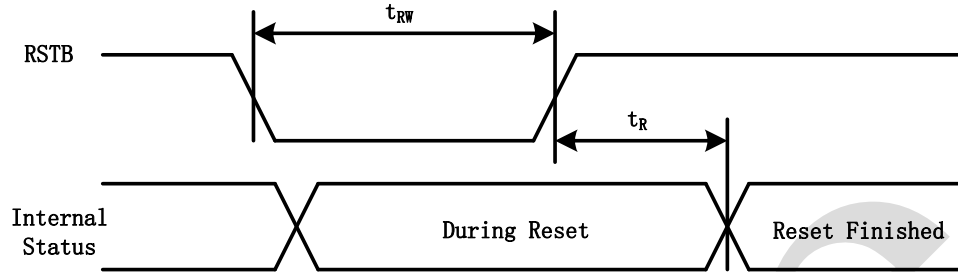 tRW
RSTB
tR
Internal
Status
During Reset
Reset Finished